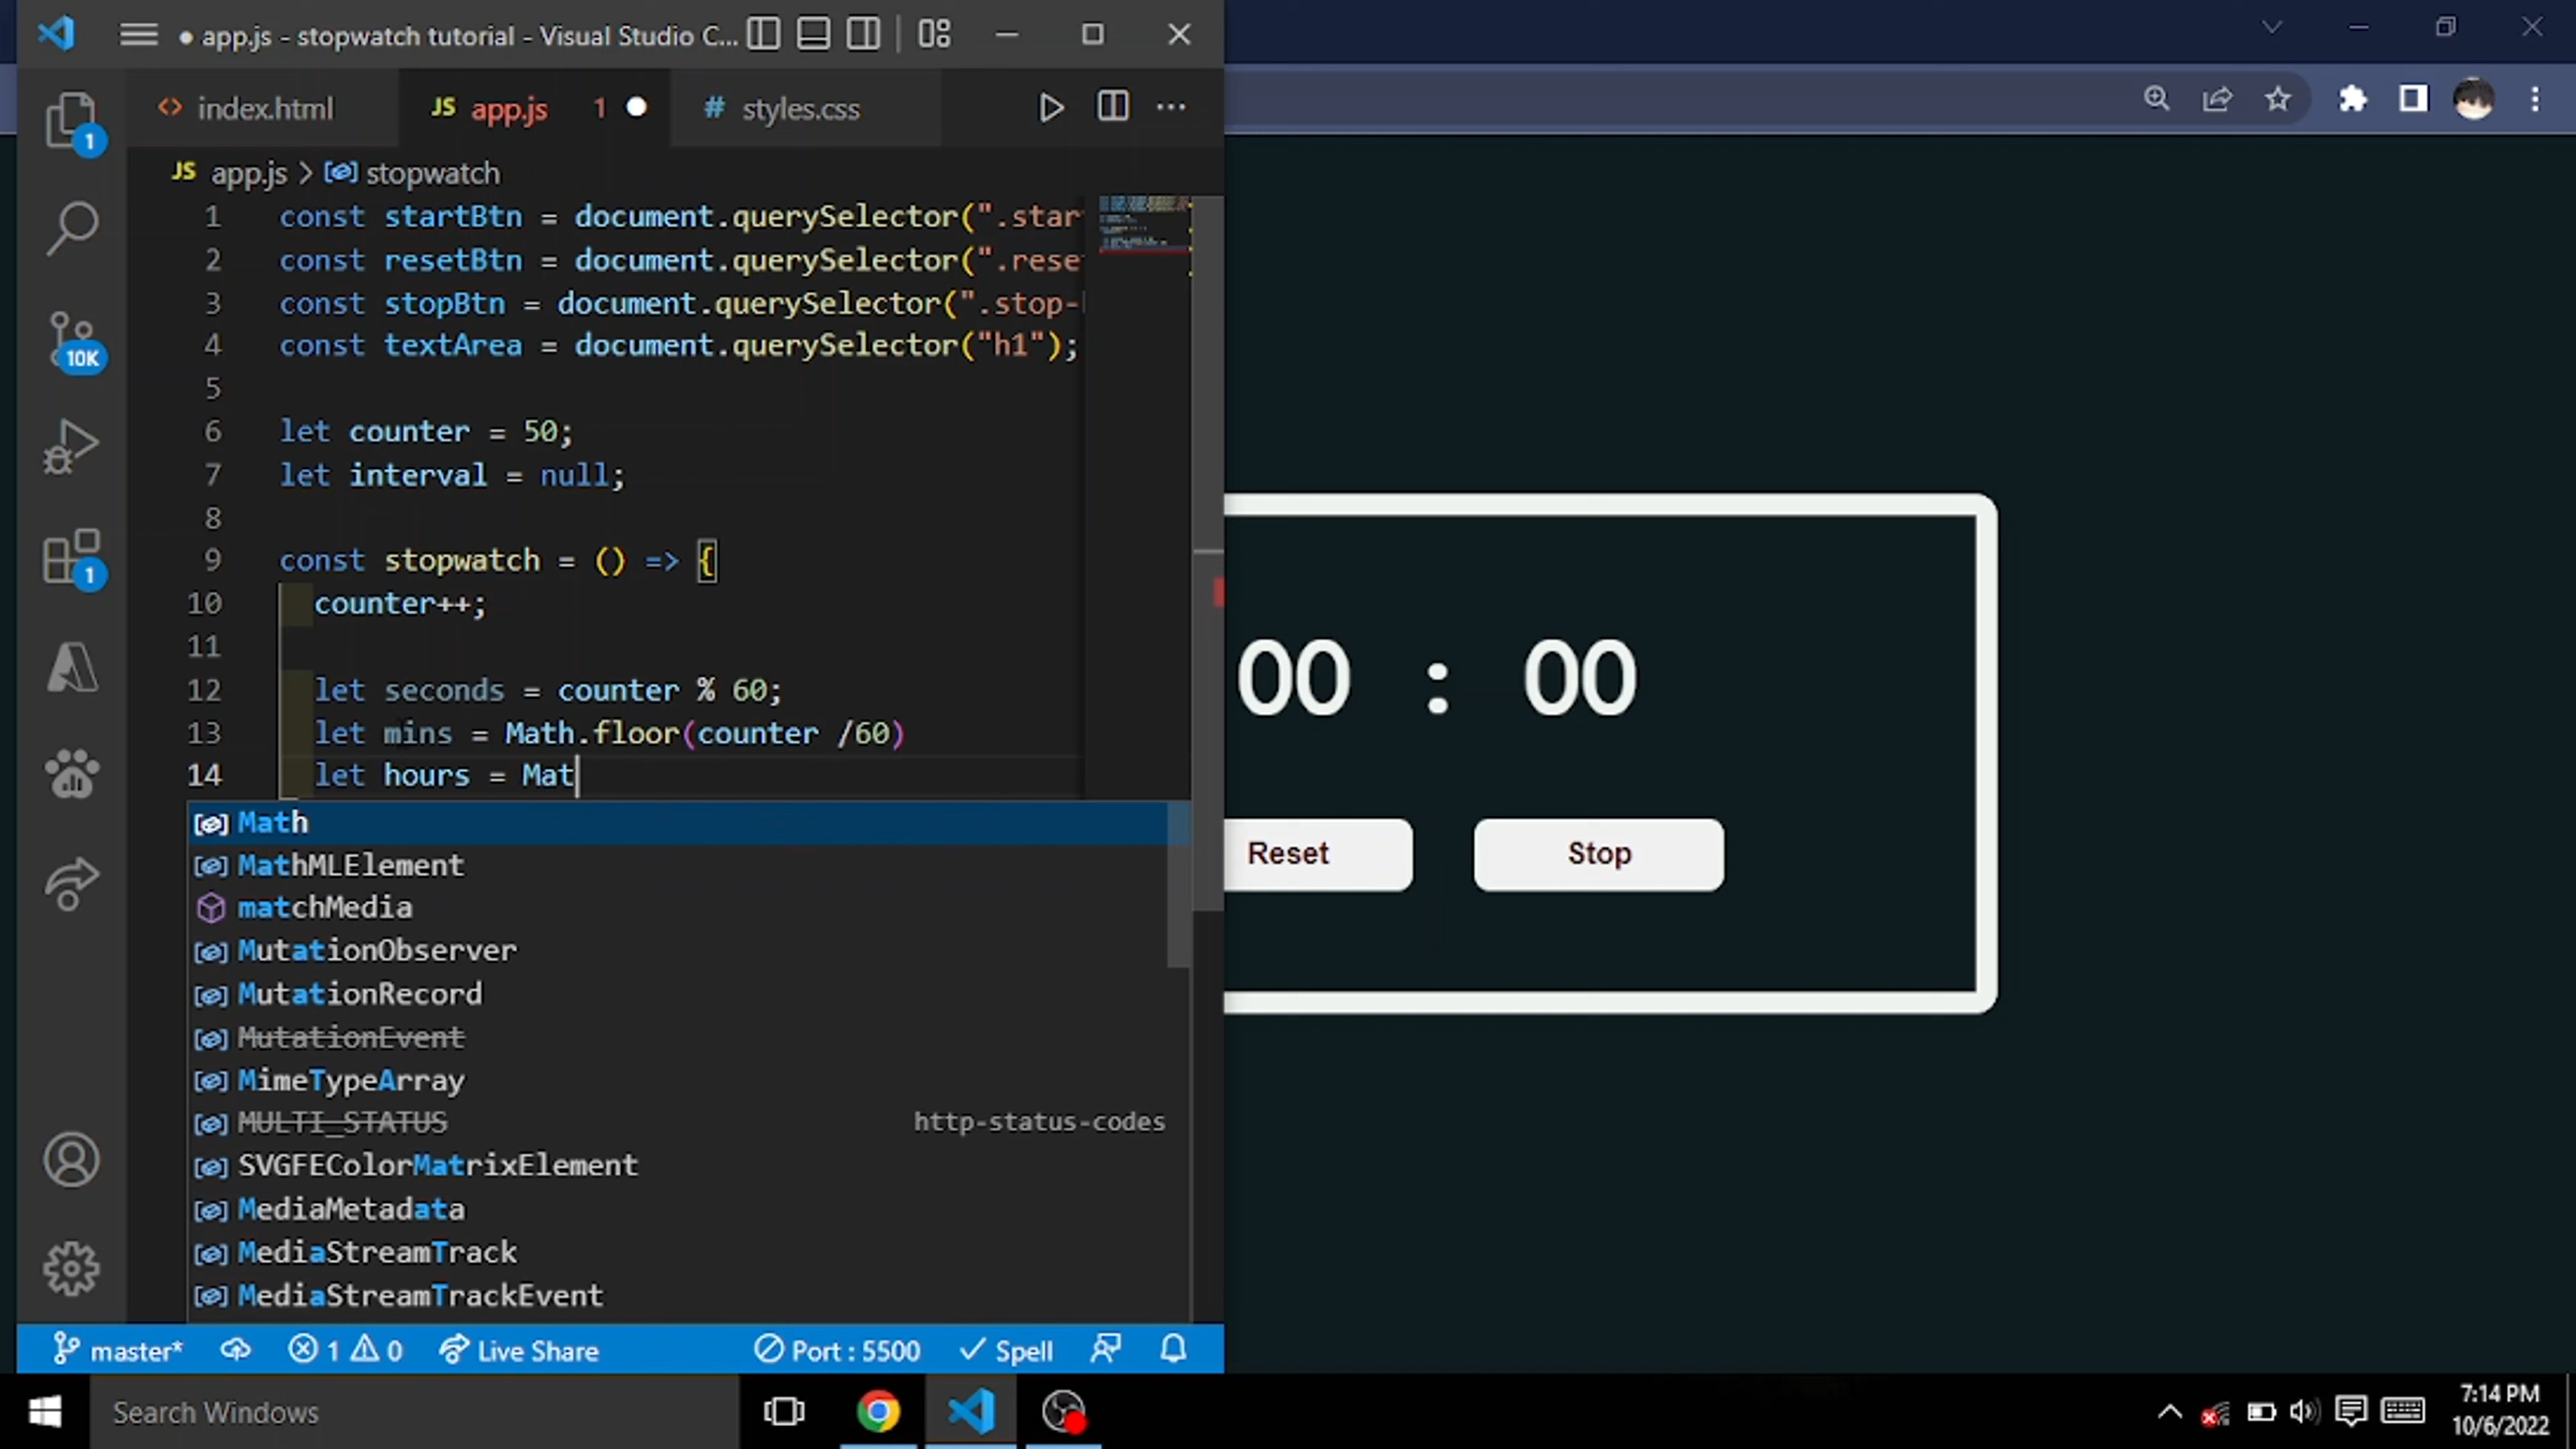 app.js - stopwatch tutorial - Visual Studio C...
index.html
JS app.js 1
# styles.css
JS app.js > stopwatch
1 const startBtn = document.querySelector(".star
2 const resetBtn = document.querySelector(".rese
3 const stopBtn = document.querySelector(".stop-
4 const textArea = document.querySelector("h1");
5
6 let counter = 50;
7 let interval = null;
8
9 const stopwatch = () => {
10 counter++;
11
12 let seconds = counter % 60;
13 let mins = Math.floor(counter /60)
14 let hours = Mat
Math
MathMLElement
matchMedia
MutationObserver
MutationRecord
MutationEvent
MimeTypeArray
MULTI_STATUS http-status-codes
SVGFEColorMatrixElement
MediaMetadata
MediaStreamTrack
MediaStreamTrackEvent
1
10K
1
master* 1 0 Live Share Port : 5500 Spell
00 : 00
Reset Stop
Search Windows
7:14 PM
10/6/2022